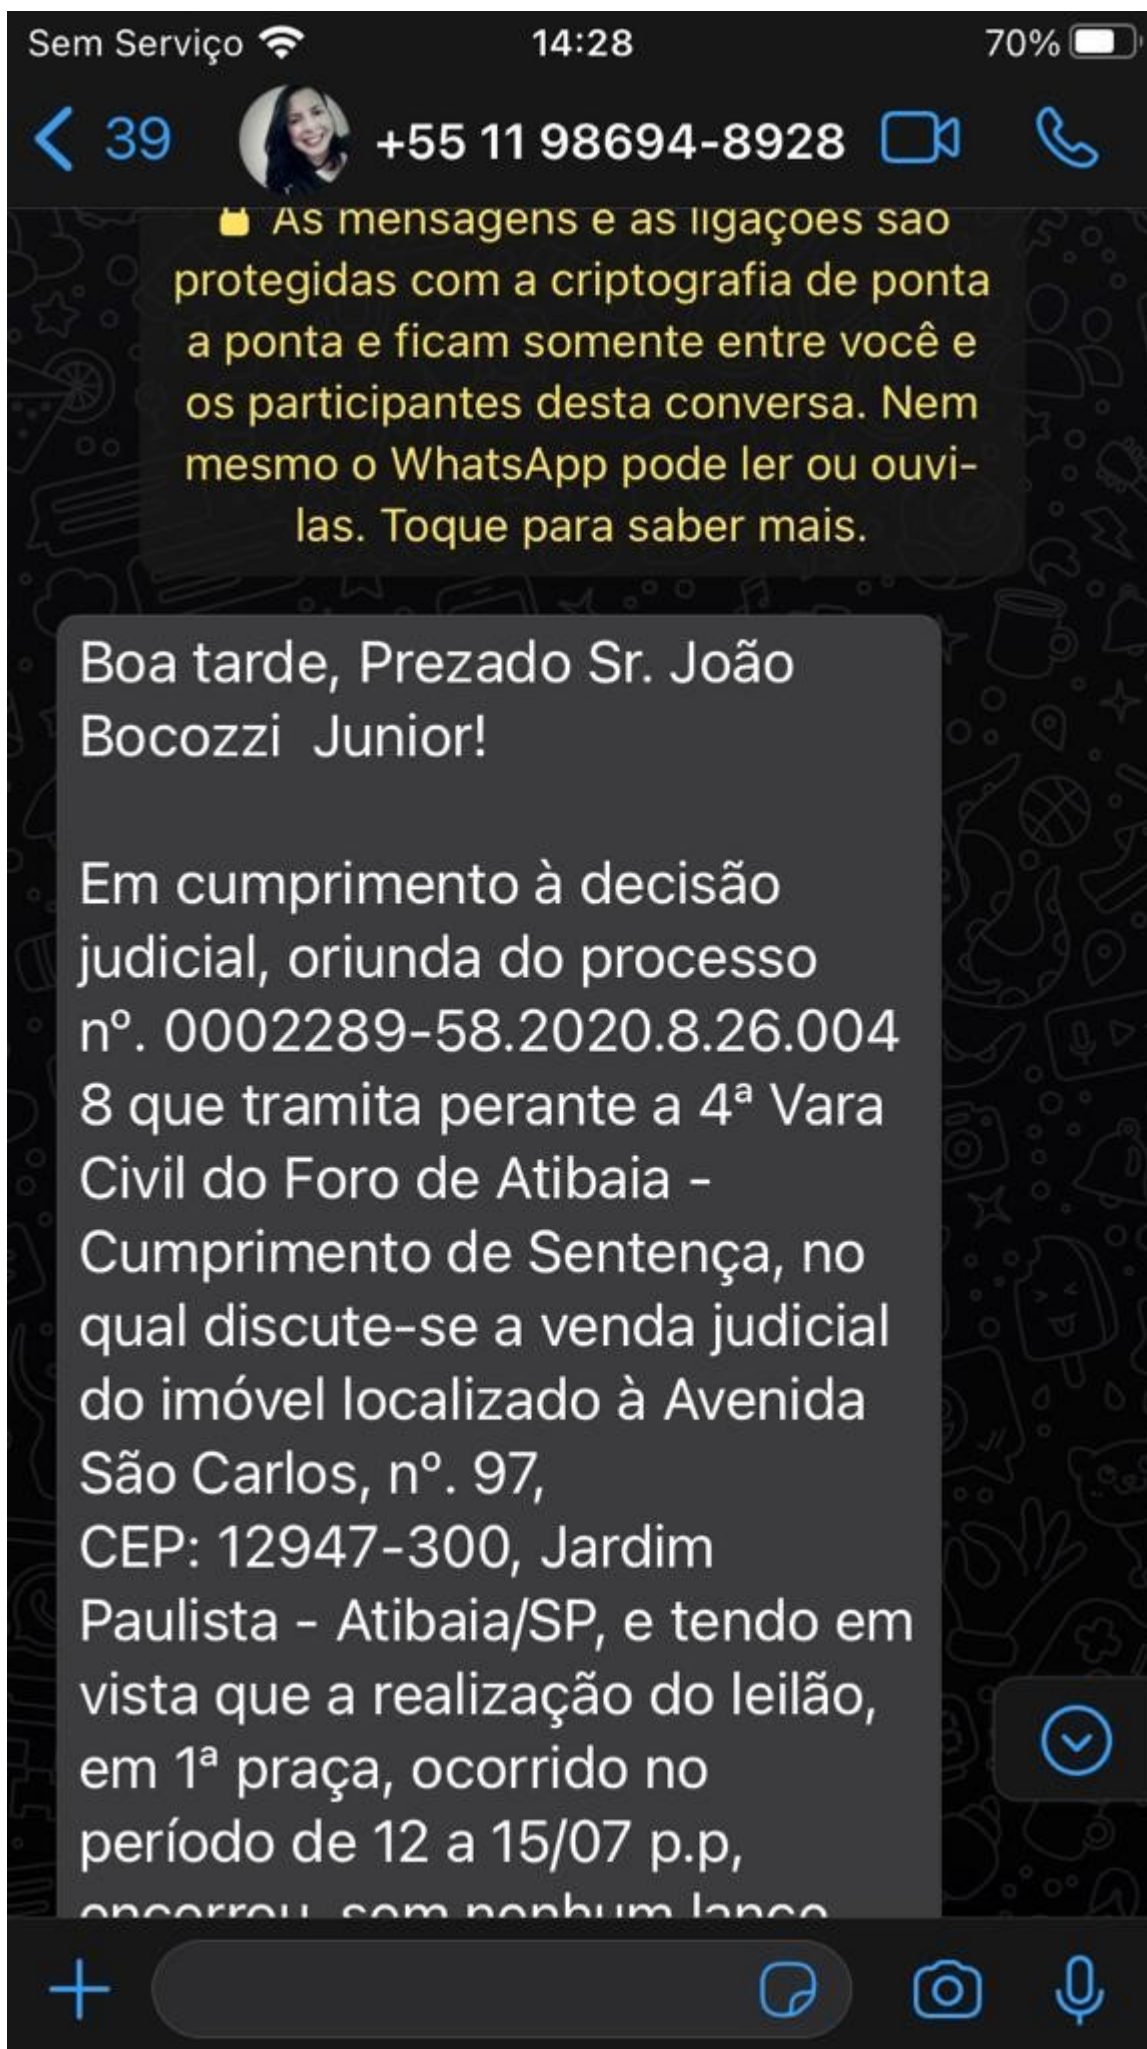 Sem Serviço 14:28 70%
39 +55 11 98694-8928
As mensagens e as ligações são
protegidas com a criptografia de ponta
a ponta e ficam somente entre você e
os participantes desta conversa. Nem
mesmo o WhatsApp pode ler ou ouvi-
las. Toque para saber mais.
Boa tarde, Prezado Sr. João
Bocozzi  Junior!
Em cumprimento à decisão
judicial, oriunda do processo
nº. 0002289-58.2020.8.26.004
8 que tramita perante a 4ª Vara
Civil do Foro de Atibaia -
Cumprimento de Sentença, no
qual discute-se a venda judicial
do imóvel localizado à Avenida
São Carlos, nº. 97,
CEP: 12947-300, Jardim
Paulista - Atibaia/SP, e tendo em
vista que a realização do leilão,
em 1ª praça, ocorrido no
período de 12 a 15/07 p.p,
encerrou, sem nenhum lance